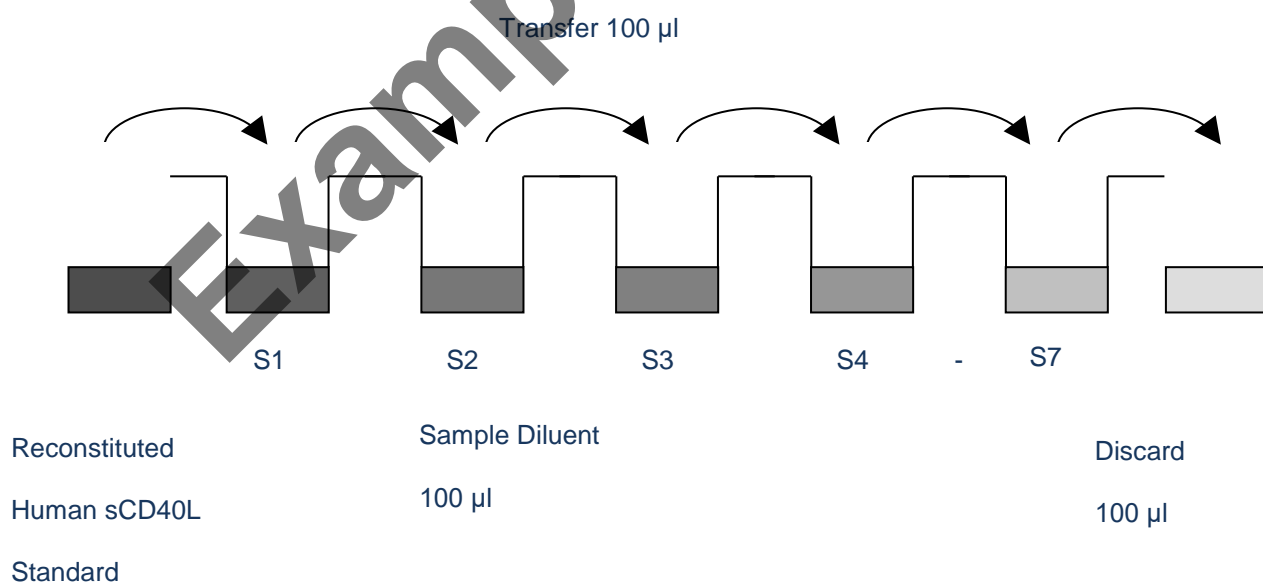 Transfer 100 µl
Examp
S1 S2 S3 S4 - S7
Reconstituted
Human sCD40L
Standard
Sample Diluent
100 µl
Discard
100 µl